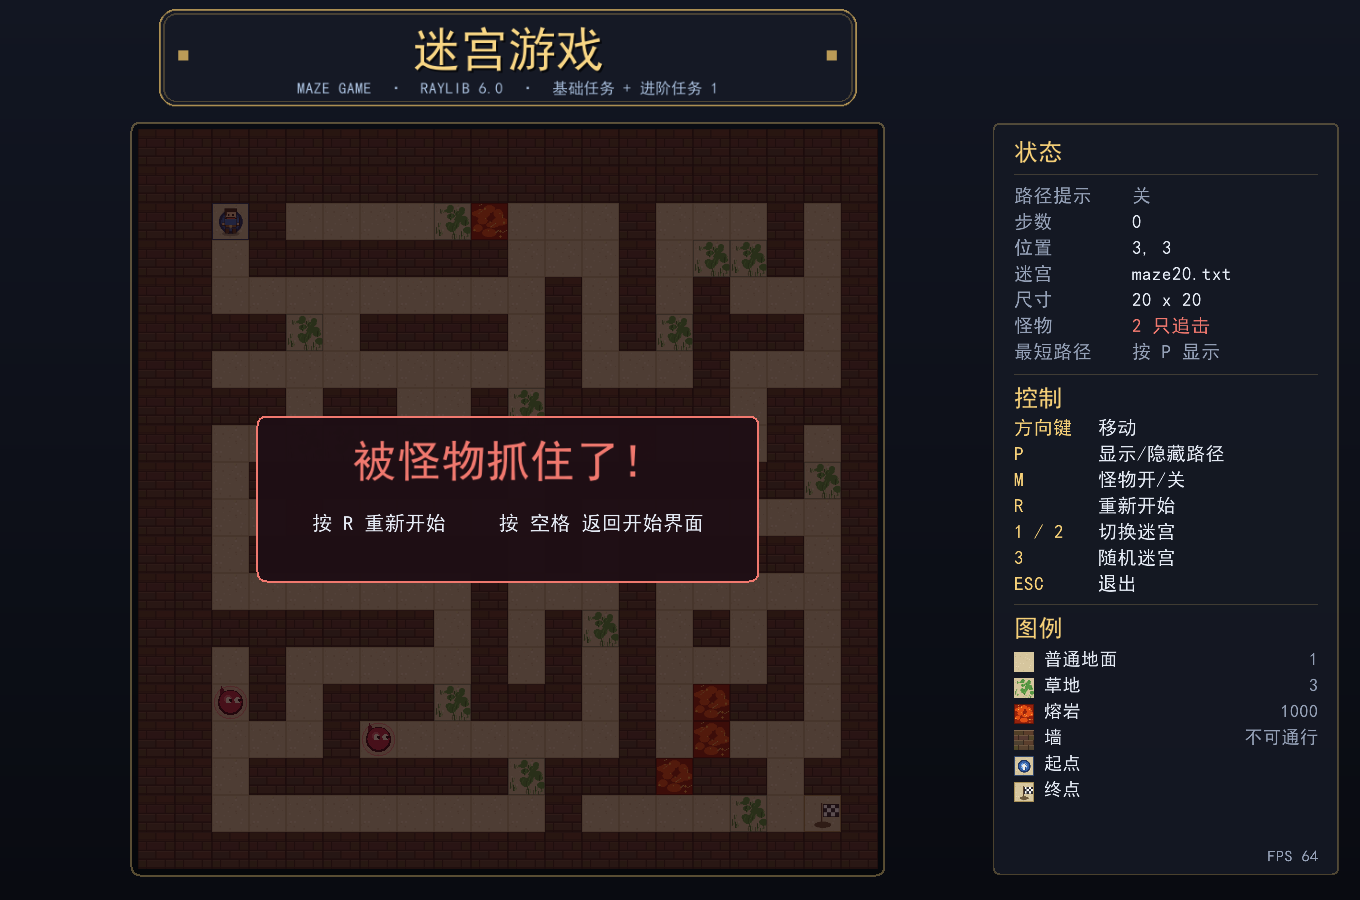 迷宫游戏
MAZE GAME · RAYLIB 6.0 · 基础任务 + 进阶任务 1
被怪物抓住了!
按 R 重新开始 按 空格 返回开始界面
状态
路径提示 关
步数 0
位置 3, 3
迷宫 maze20.txt
尺寸 20 x 20
怪物 2 只追击
最短路径 按 P 显示
控制
方向键 移动
P 显示/隐藏路径
M 怪物开/关
R 重新开始
1 / 2 切换迷宫
3 随机迷宫
ESC 退出
图例
普通地面 1
草地 3
熔岩 1000
墙 不可通行
起点
终点
FPS 64